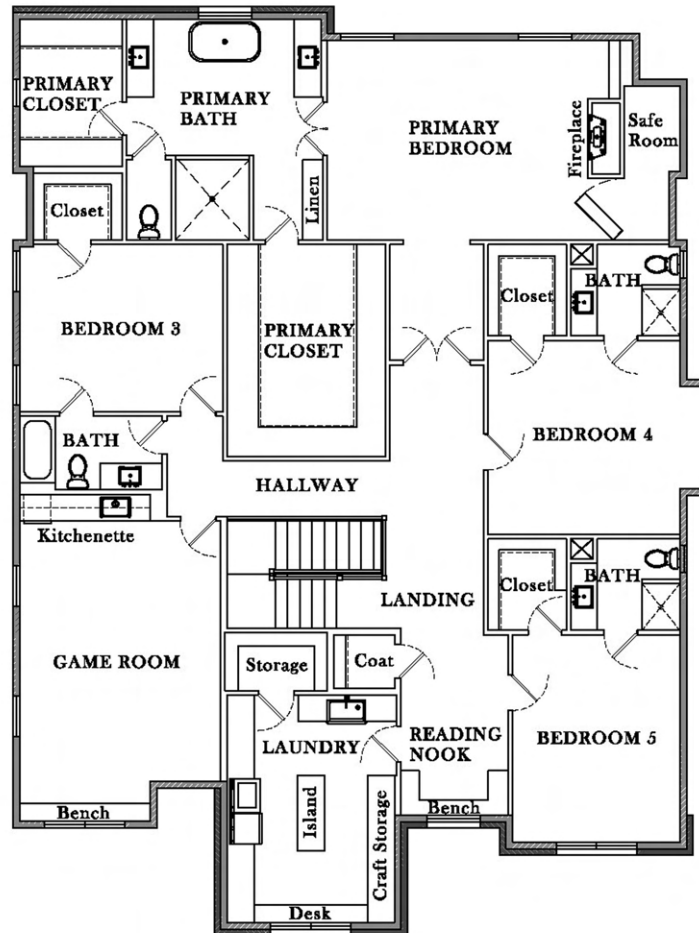 PRIMARY
CLOSET
PRIMARY
BATH
PRIMARY
BEDROOM
Fireplace
Safe
Room
Linen
Closet
BEDROOM 3
PRIMARY
CLOSET
Closet
BATH
BEDROOM 4
BATH
HALLWAY
Kitchenette
Closet
BATH
LANDING
GAME ROOM
Storage
Coat
LAUNDRY
READING
NOOK
BEDROOM 5
Bench
Island
Craft Storage
Bench
Desk